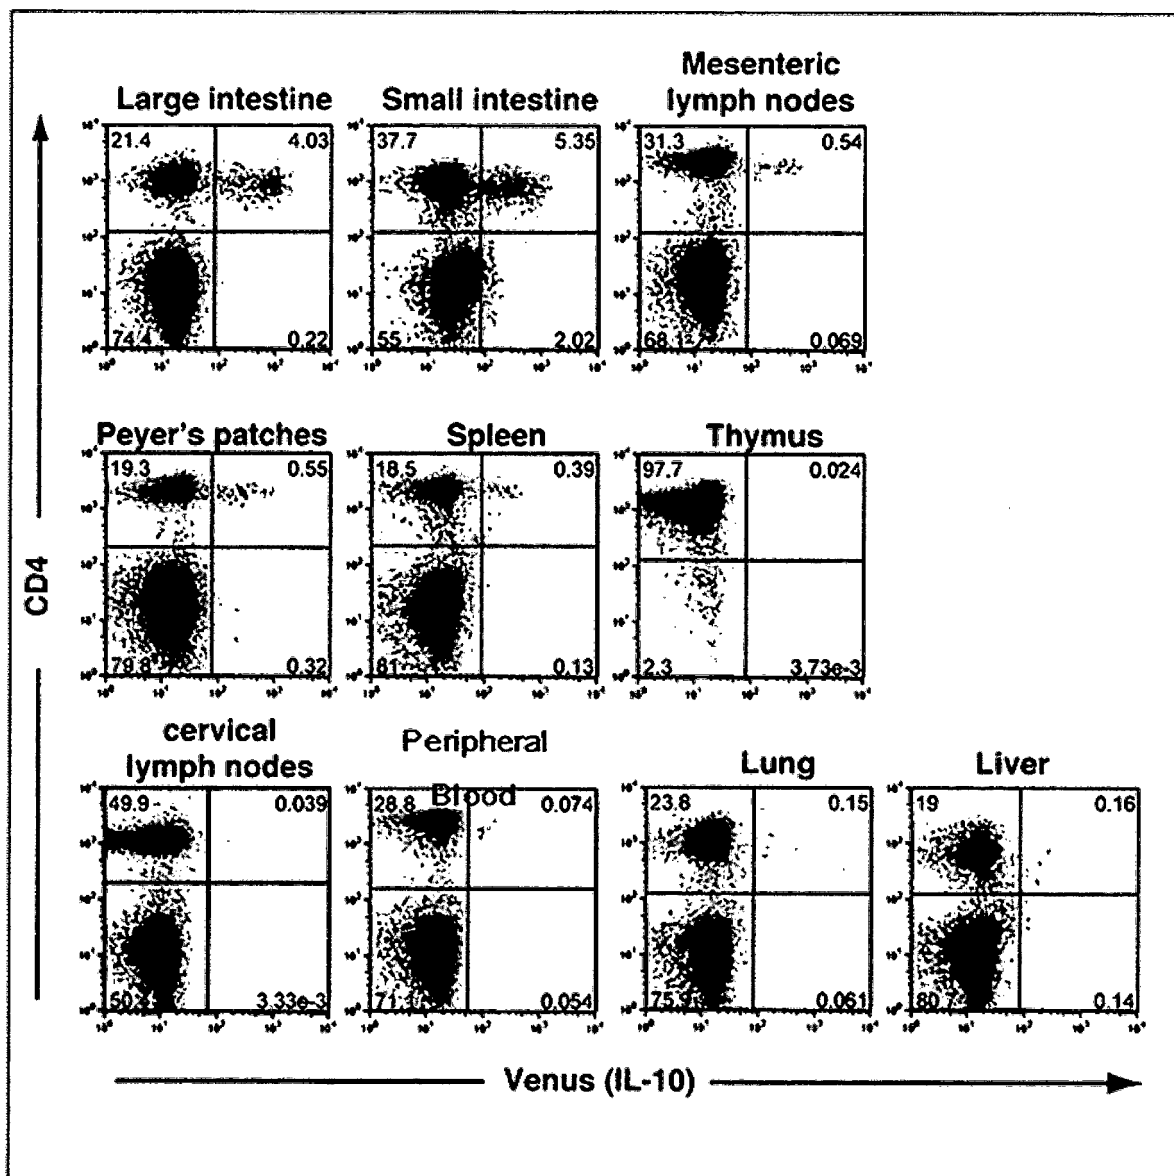 Mesenteric
Large intestine Small intestine lymph nodes
21.4 4.03 37.7 5.35 31.3 0.54
74.4 0.22 55 2.02 68 0.069
Peyer's patches Spleen Thymus
19.3 0.55 18.5 0.39 97.7 0.024
79.8 0.32 81 0.13 2.3 3.73e-3
cervical
lymph nodes Peripheral
Blood Lung Liver
49.9 0.039 28.8 0.074 23.8 0.15 19 0.16
3.33e-3 71.1 0.054 75.9 0.061 80.7 0.14
CD4
Venus (IL-10)